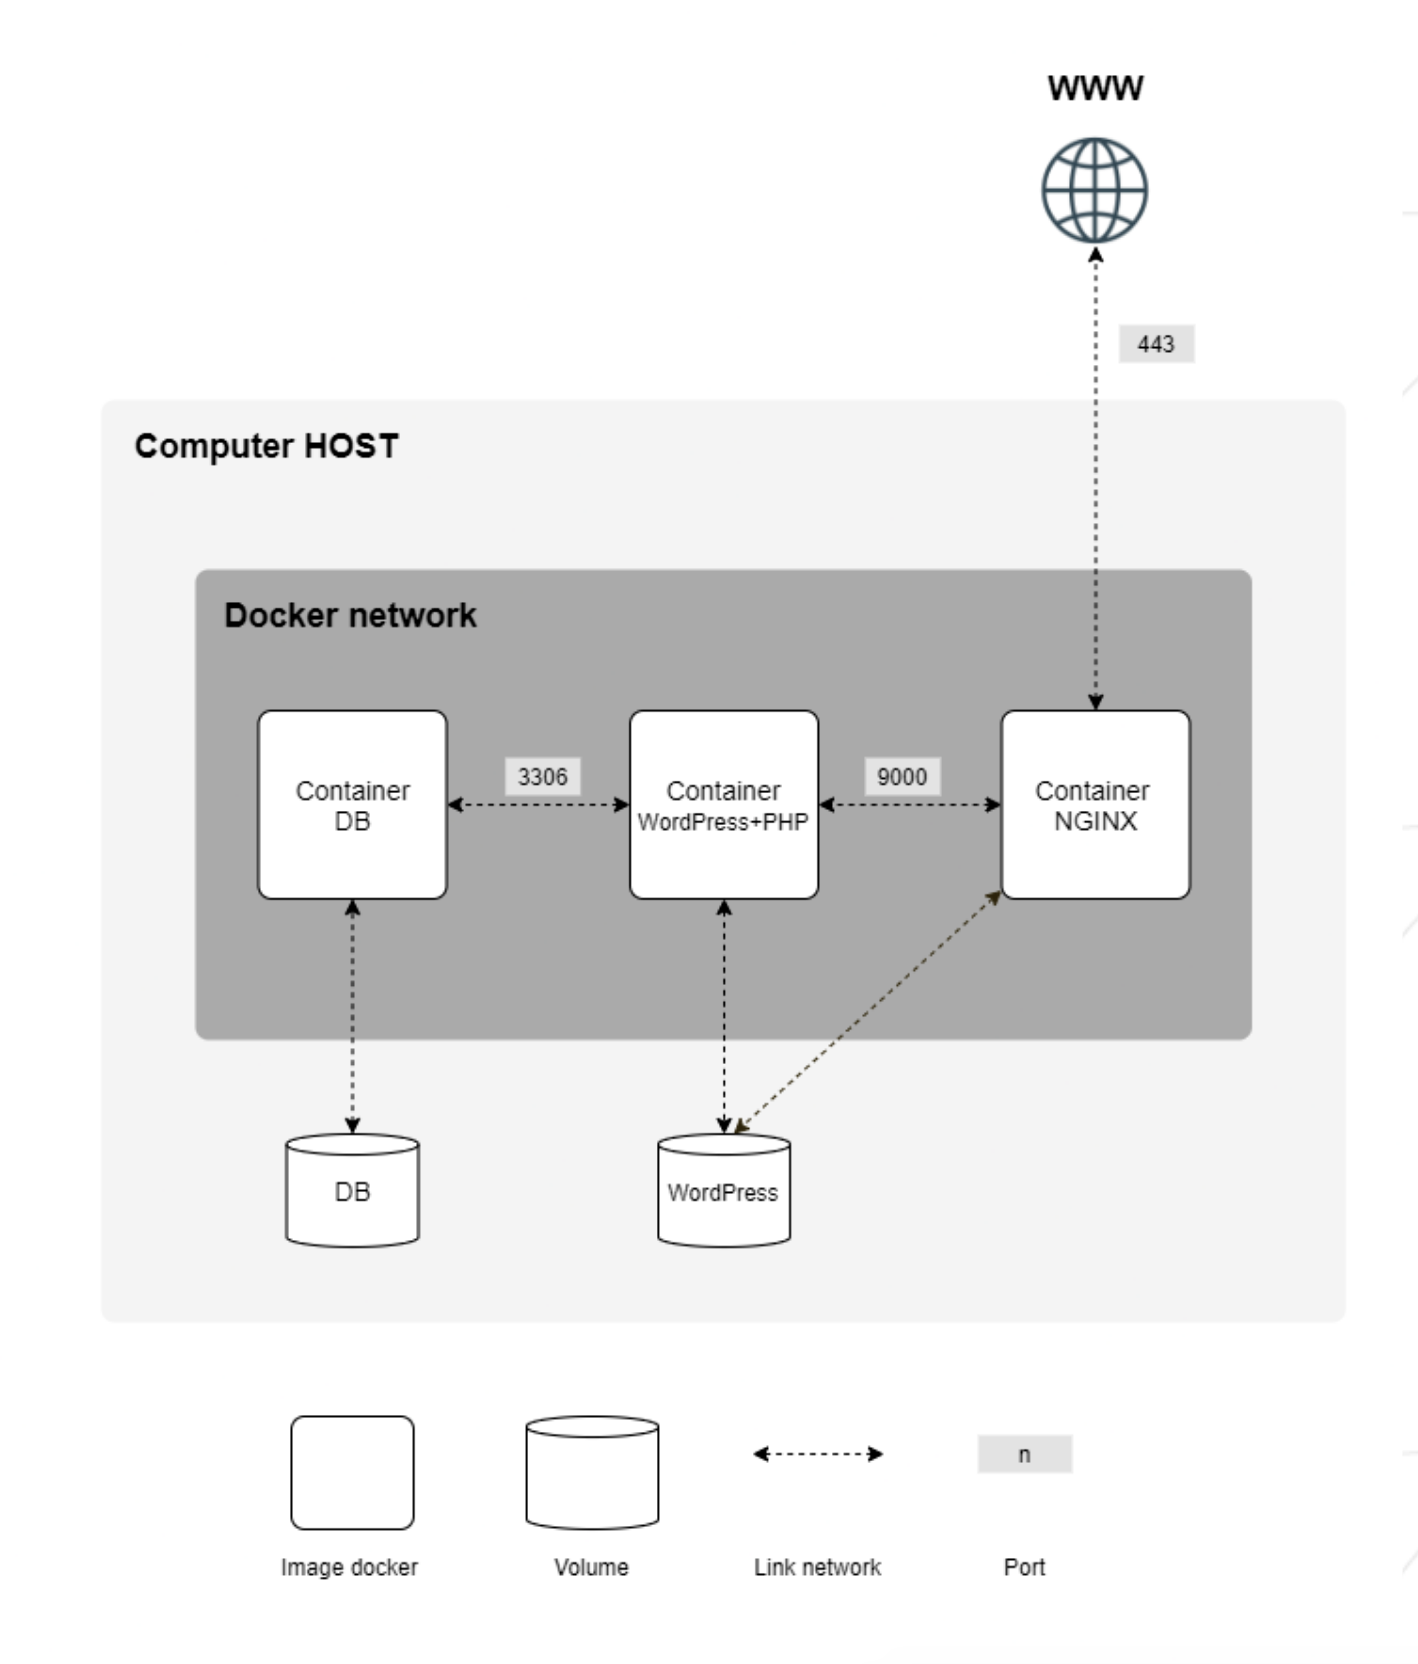 WWW
443
Computer HOST
Docker network
Container
DB
3306
Container
WordPress+PHP
9000
Container
NGINX
DB
WordPress
n
Image docker
Volume
Link network
Port